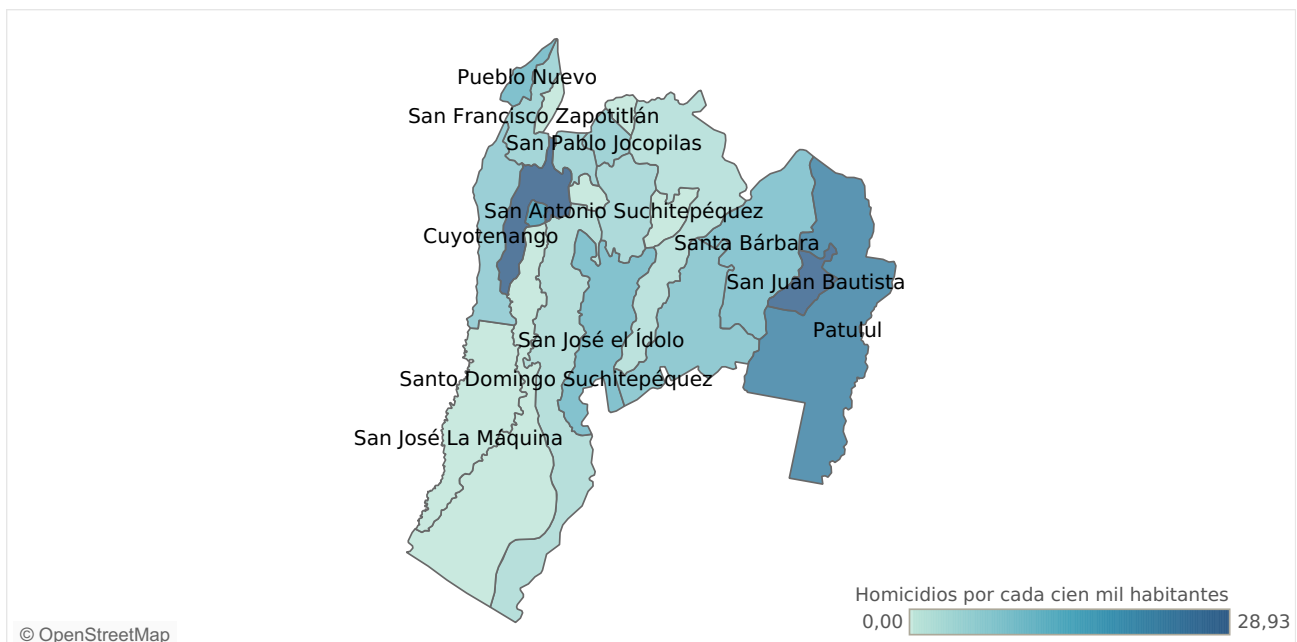 Pueblo Nuevo
San Francisco Zapotitlán
San Pablo Jocopilas
San Antonio Suchitepéquez
Cuyotenango
Santa Bárbara
San Juan Bautista
Patulul
San José el Ídolo
Santo Domingo Suchitepéquez
San José La Máquina
Homicidios por cada cien mil habitantes
0,00 28,93
© OpenStreetMap